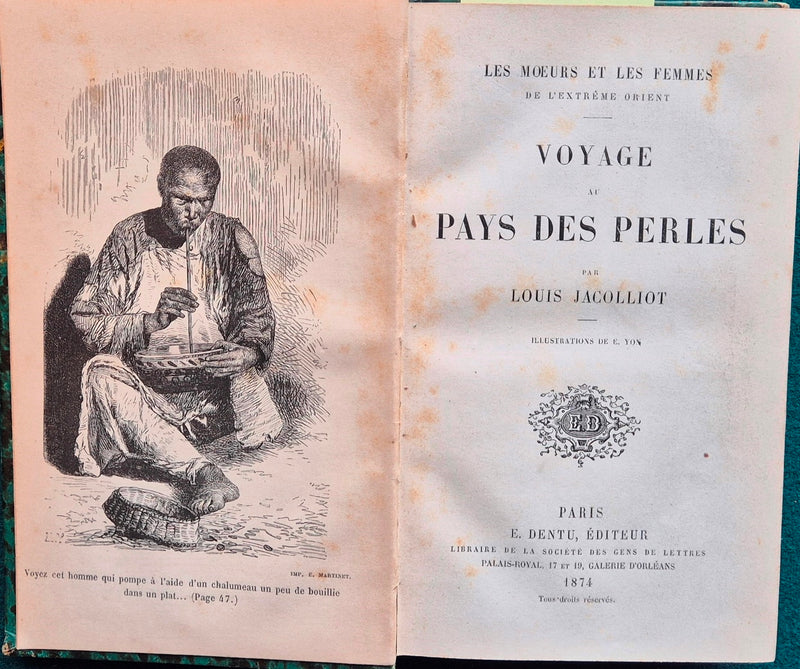 Voyez cet homme qui pompe à l'aide d'un chalumeau un peu de bouillie
dans un plat... (Page 47.)
IMP. E. MARTINET.
LES MŒURS ET LES FEMMES
DE L'EXTRÊME ORIENT
VOYAGE
AU
PAYS DES PERLES
PAR
LOUIS JACOLLIOT
ILLUSTRATIONS DE E. YON
ED
PARIS
E. DENTU, ÉDITEUR
LIBRAIRE DE LA SOCIÉTÉ DES GENS DE LETTRES
PALAIS-ROYAL, 17 ET 19, GALERIE D'ORLÉANS
1874
Tous droits réservés.